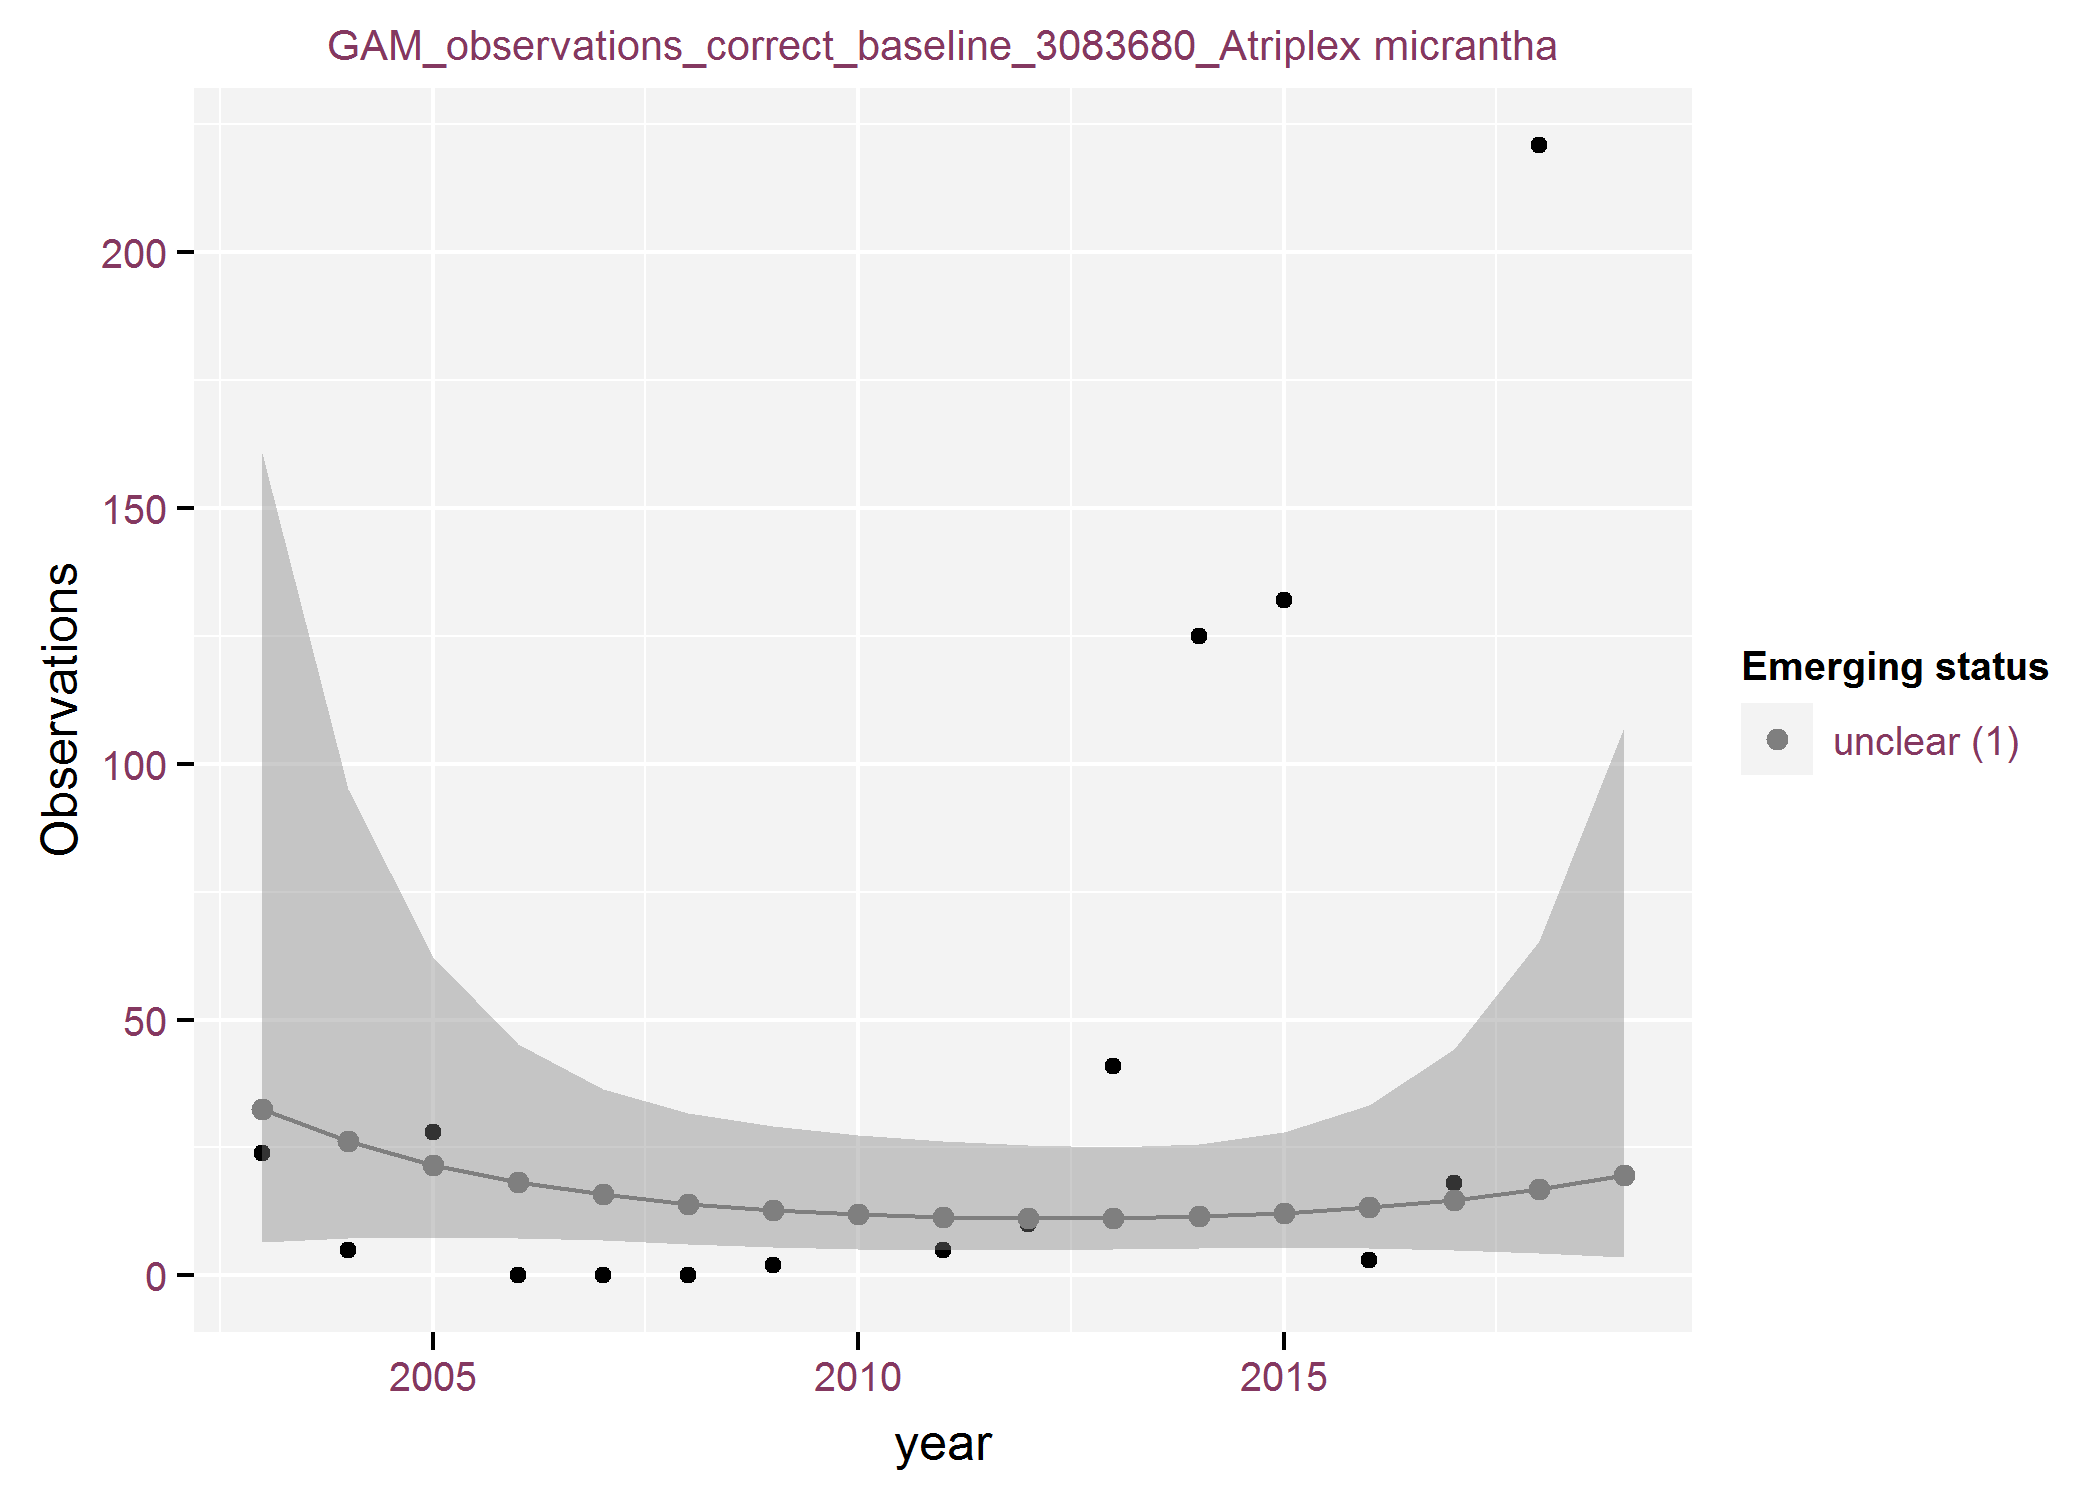 GAM_observations_correct_baseline_3083680_Atriplex micrantha
Observations
200
150
100
50
0
2005
2010
2015
year
Emerging status
unclear (1)